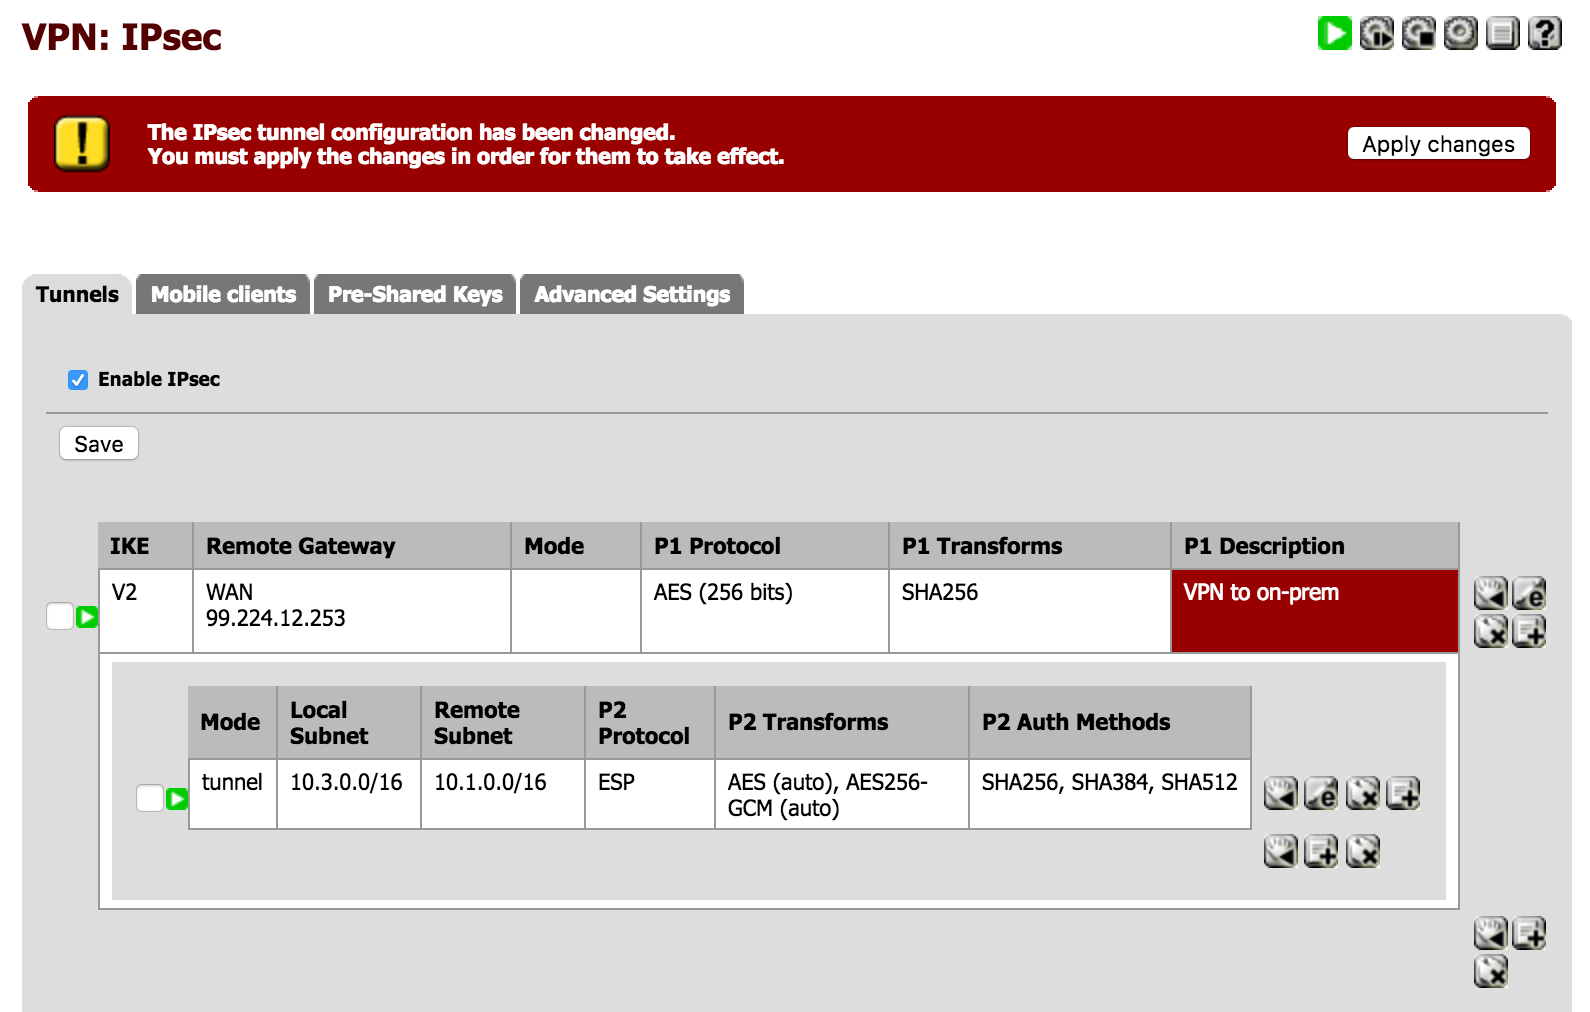 VPN: IPsec
The IPsec tunnel configuration has been changed.
You must apply the changes in order for them to take effect.
Apply changes
Tunnels
Mobile clients
Pre-Shared Keys
Advanced Settings
Enable IPsec
Save
IKE
Remote Gateway
Mode
P1 Protocol
P1 Transforms
P1 Description
V2
WAN
99.224.12.253
AES (256 bits)
SHA256
VPN to on-prem
Mode
Local
Subnet
Remote
Subnet
P2
Protocol
P2 Transforms
P2 Auth Methods
tunnel
10.3.0.0/16
10.1.0.0/16
ESP
AES (auto), AES256-
GCM (auto)
SHA256, SHA384, SHA512